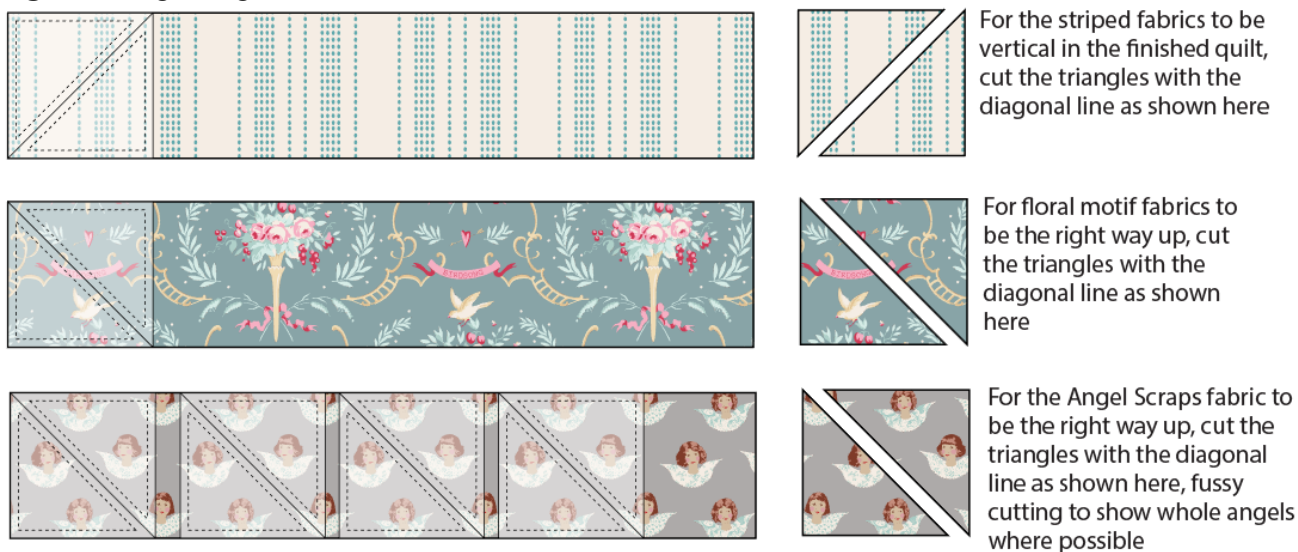 For the striped fabrics to be
vertical in the finished quilt,
cut the triangles with the
diagonal line as shown here
For floral motif fabrics to
be the right way up, cut
the triangles with the
diagonal line as shown
here
BIRDSONG
BIRDSONG
BIRDSONG
For the Angel Scraps fabric to
be the right way up, cut the
triangles with the diagonal
line as shown here, fussy
cutting to show whole angels
where possible